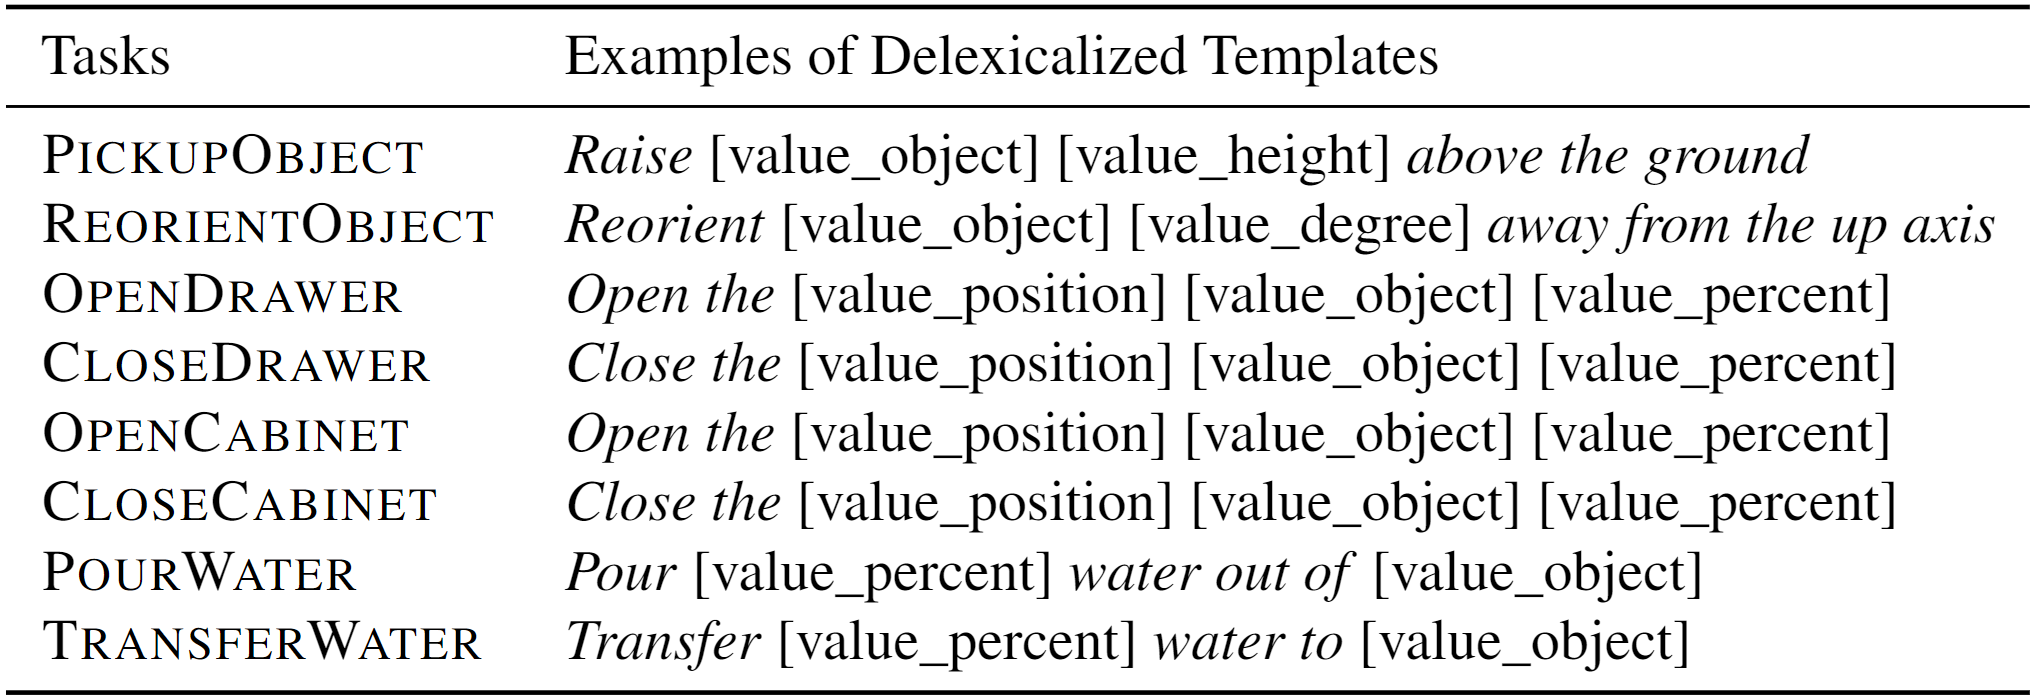 Tasks Examples of Delexicalized Templates
PICKUPOBJECT Raise [value_object] [value_height] above the ground
REORIENTOBJECT Reorient [value_object] [value_degree] away from the up axis
OPENDRAWER Open the [value_position] [value_object] [value_percent]
CLOSEDRAWER Close the [value_position] [value_object] [value_percent]
OPENCABINET Open the [value_position] [value_object] [value_percent]
CLOSECABINET Close the [value_position] [value_object] [value_percent]
POURWATER Pour [value_percent] water out of [value_object]
TRANSFERWATER Transfer [value_percent] water to [value_object]